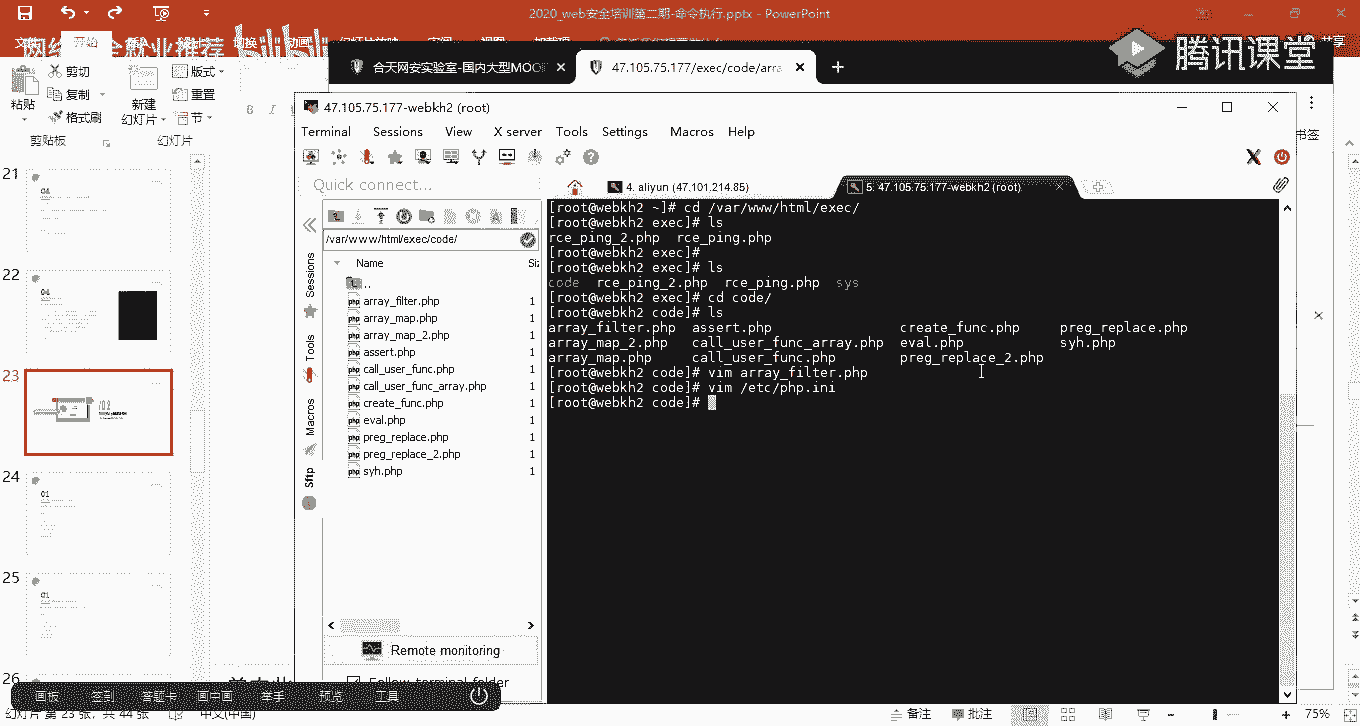 2020_web安全培训第二期-命令执行.pptx - PowerPoint
腾讯课堂
开始
剪切
复制
格式刷
粘贴
剪贴板
新建
幻灯片
版式
重置
节
幻灯片
合天网安实验室-国内大型MOO
47.105.75.177/exec/code/arra
书签
47.105.75.177-webkh2 (root)
Terminal Sessions View X server Tools Settings Macros Help
Quick connect...
4. aliyun (47.101.214.85)
5. 47.105.75.177-webkh2 (root)
/var/www/html/exec/code/
Name
..
array_filter.php 1
array_map.php 1
array_map_2.php 1
assert.php 1
call_user_func.php 1
call_user_func_array.php 1
create_func.php 1
eval.php 1
preg_replace.php 1
preg_replace_2.php 1
syh.php 1
Sessions
Tools
Macros
Sftp
Remote monitoring
Follow terminal folder
[root@webkh2 ~]# cd /var/www/html/exec/
[root@webkh2 exec]# ls
rce_ping_2.php rce_ping.php
[root@webkh2 exec]#
[root@webkh2 exec]# ls
code rce_ping_2.php rce_ping.php sys
[root@webkh2 exec]# cd code/
[root@webkh2 code]# ls
array_filter.php assert.php create_func.php preg_replace.php
array_map_2.php call_user_func_array.php eval.php syh.php
array_map.php call_user_func.php preg_replace_2.php
[root@webkh2 code]# vim array_filter.php
[root@webkh2 code]# vim /etc/php.ini
[root@webkh2 code]#
21
22
23
24
25
26
画板 签到 答题卡 画中画 举手 预览 工具
幻灯片 第 23 张，共 44 张 中文(中国)
备注 批注 75%